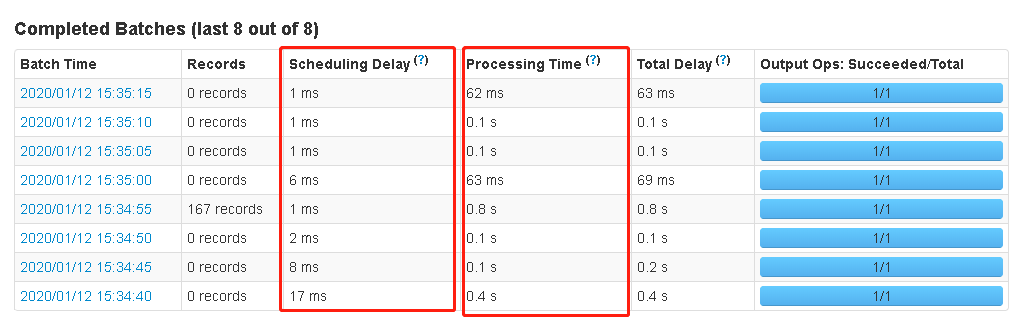 Completed Batches (last 8 out of 8)
Batch Time Records Scheduling Delay (?) Processing Time (?) Total Delay (?) Output Ops: Succeeded/Total
2020/01/12 15:35:15 0 records 1 ms 62 ms 63 ms 1/1
2020/01/12 15:35:10 0 records 1 ms 0.1 s 0.1 s 1/1
2020/01/12 15:35:05 0 records 1 ms 0.1 s 0.1 s 1/1
2020/01/12 15:35:00 0 records 6 ms 63 ms 69 ms 1/1
2020/01/12 15:34:55 167 records 1 ms 0.8 s 0.8 s 1/1
2020/01/12 15:34:50 0 records 2 ms 0.1 s 0.1 s 1/1
2020/01/12 15:34:45 0 records 8 ms 0.1 s 0.2 s 1/1
2020/01/12 15:34:40 0 records 17 ms 0.4 s 0.4 s 1/1